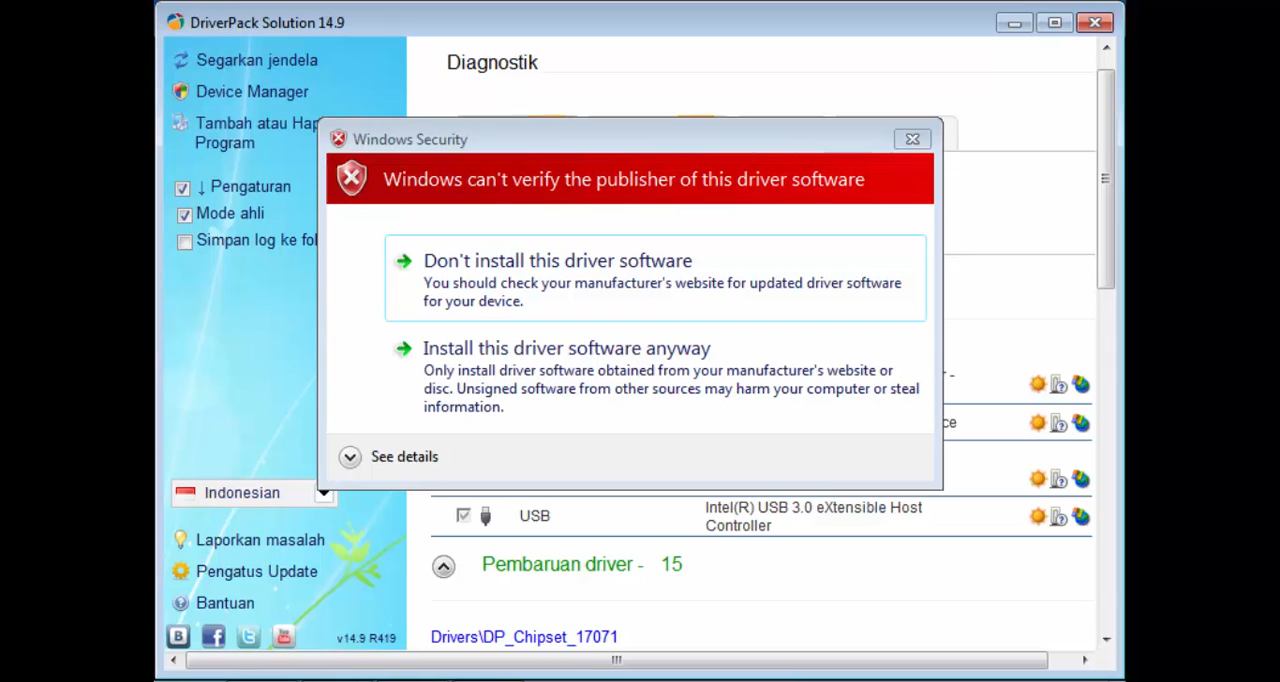 DriverPack Solution 14.9
Segarkan jendela
Device Manager
Tambah atau Hap
Program
↓ Pengaturan
Mode ahli
Simpan log ke fol
Indonesian
Laporkan masalah
Pengatus Update
Bantuan
v14.9 R419
Diagnostik
Windows Security
Windows can't verify the publisher of this driver software
Don't install this driver software
You should check your manufacturer's website for updated driver software
for your device.
Install this driver software anyway
Only install driver software obtained from your manufacturer's website or
disc. Unsigned software from other sources may harm your computer or steal
information.
See details
ce
USB
Intel(R) USB 3.0 eXtensible Host
Controller
Pembaruan driver - 15
Drivers\DP_Chipset_17071